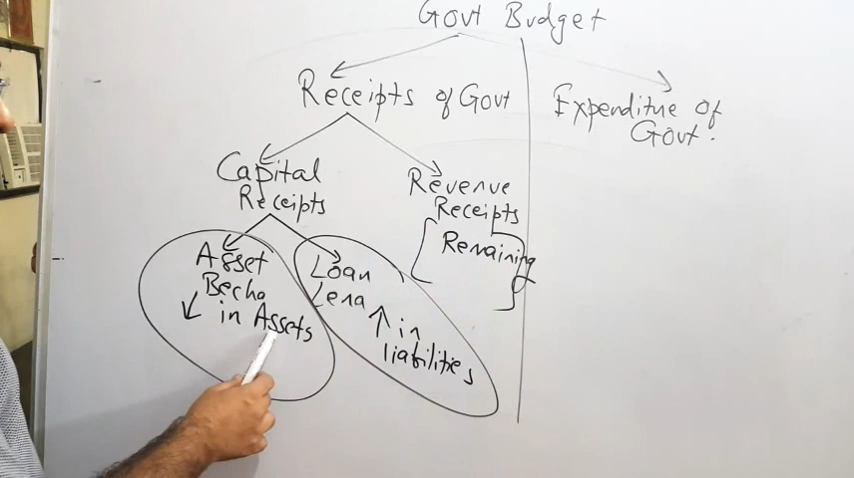 Govt Budget
Receipts of Govt
Expenditure of
Govt.
Capital
Receipts
Revenue
Receipts
Remaining
Asset
Becha
↓ in Assets
Loan
Lena
↑ in
liabilities